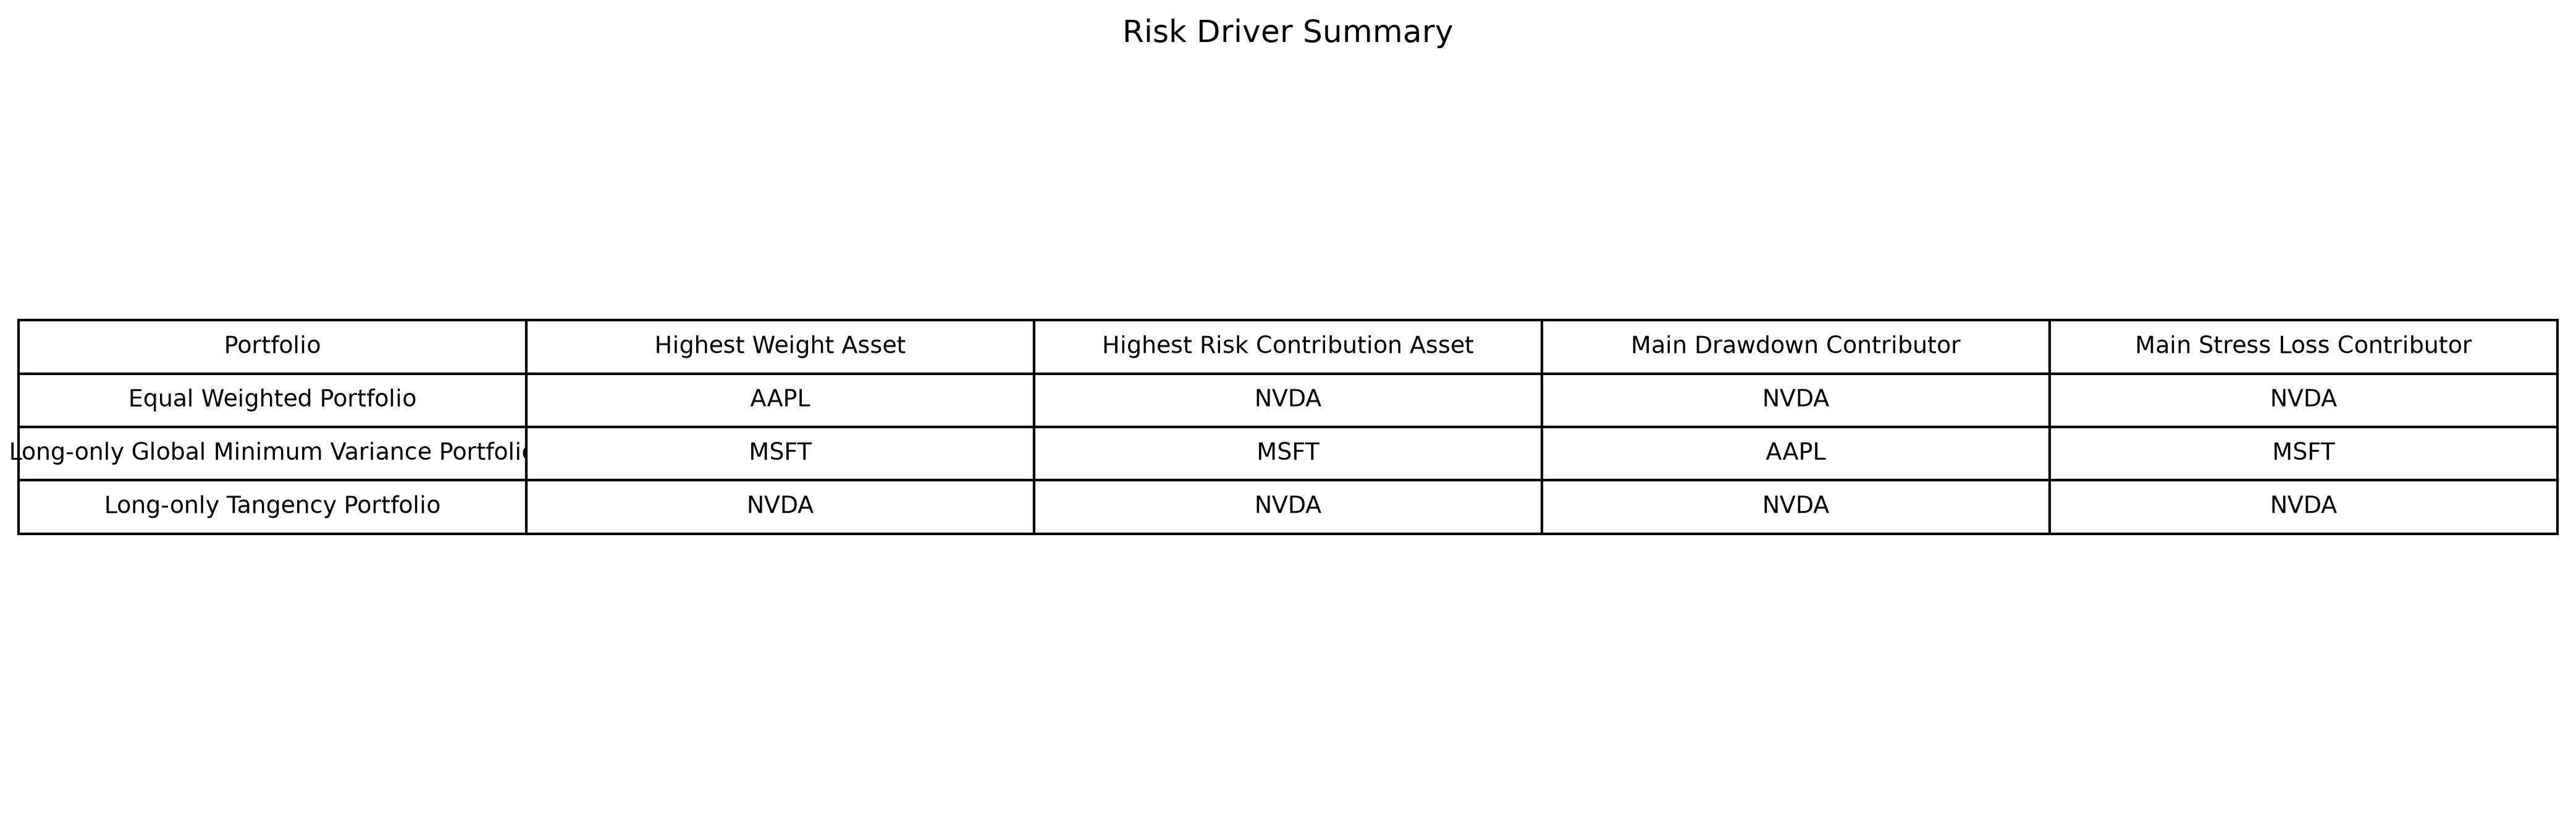 Risk Driver Summary
Portfolio Highest Weight Asset Highest Risk Contribution Asset Main Drawdown Contributor Main Stress Loss Contributor
Equal Weighted Portfolio AAPL NVDA NVDA NVDA
Long-only Global Minimum Variance Portfolio MSFT MSFT AAPL MSFT
Long-only Tangency Portfolio NVDA NVDA NVDA NVDA